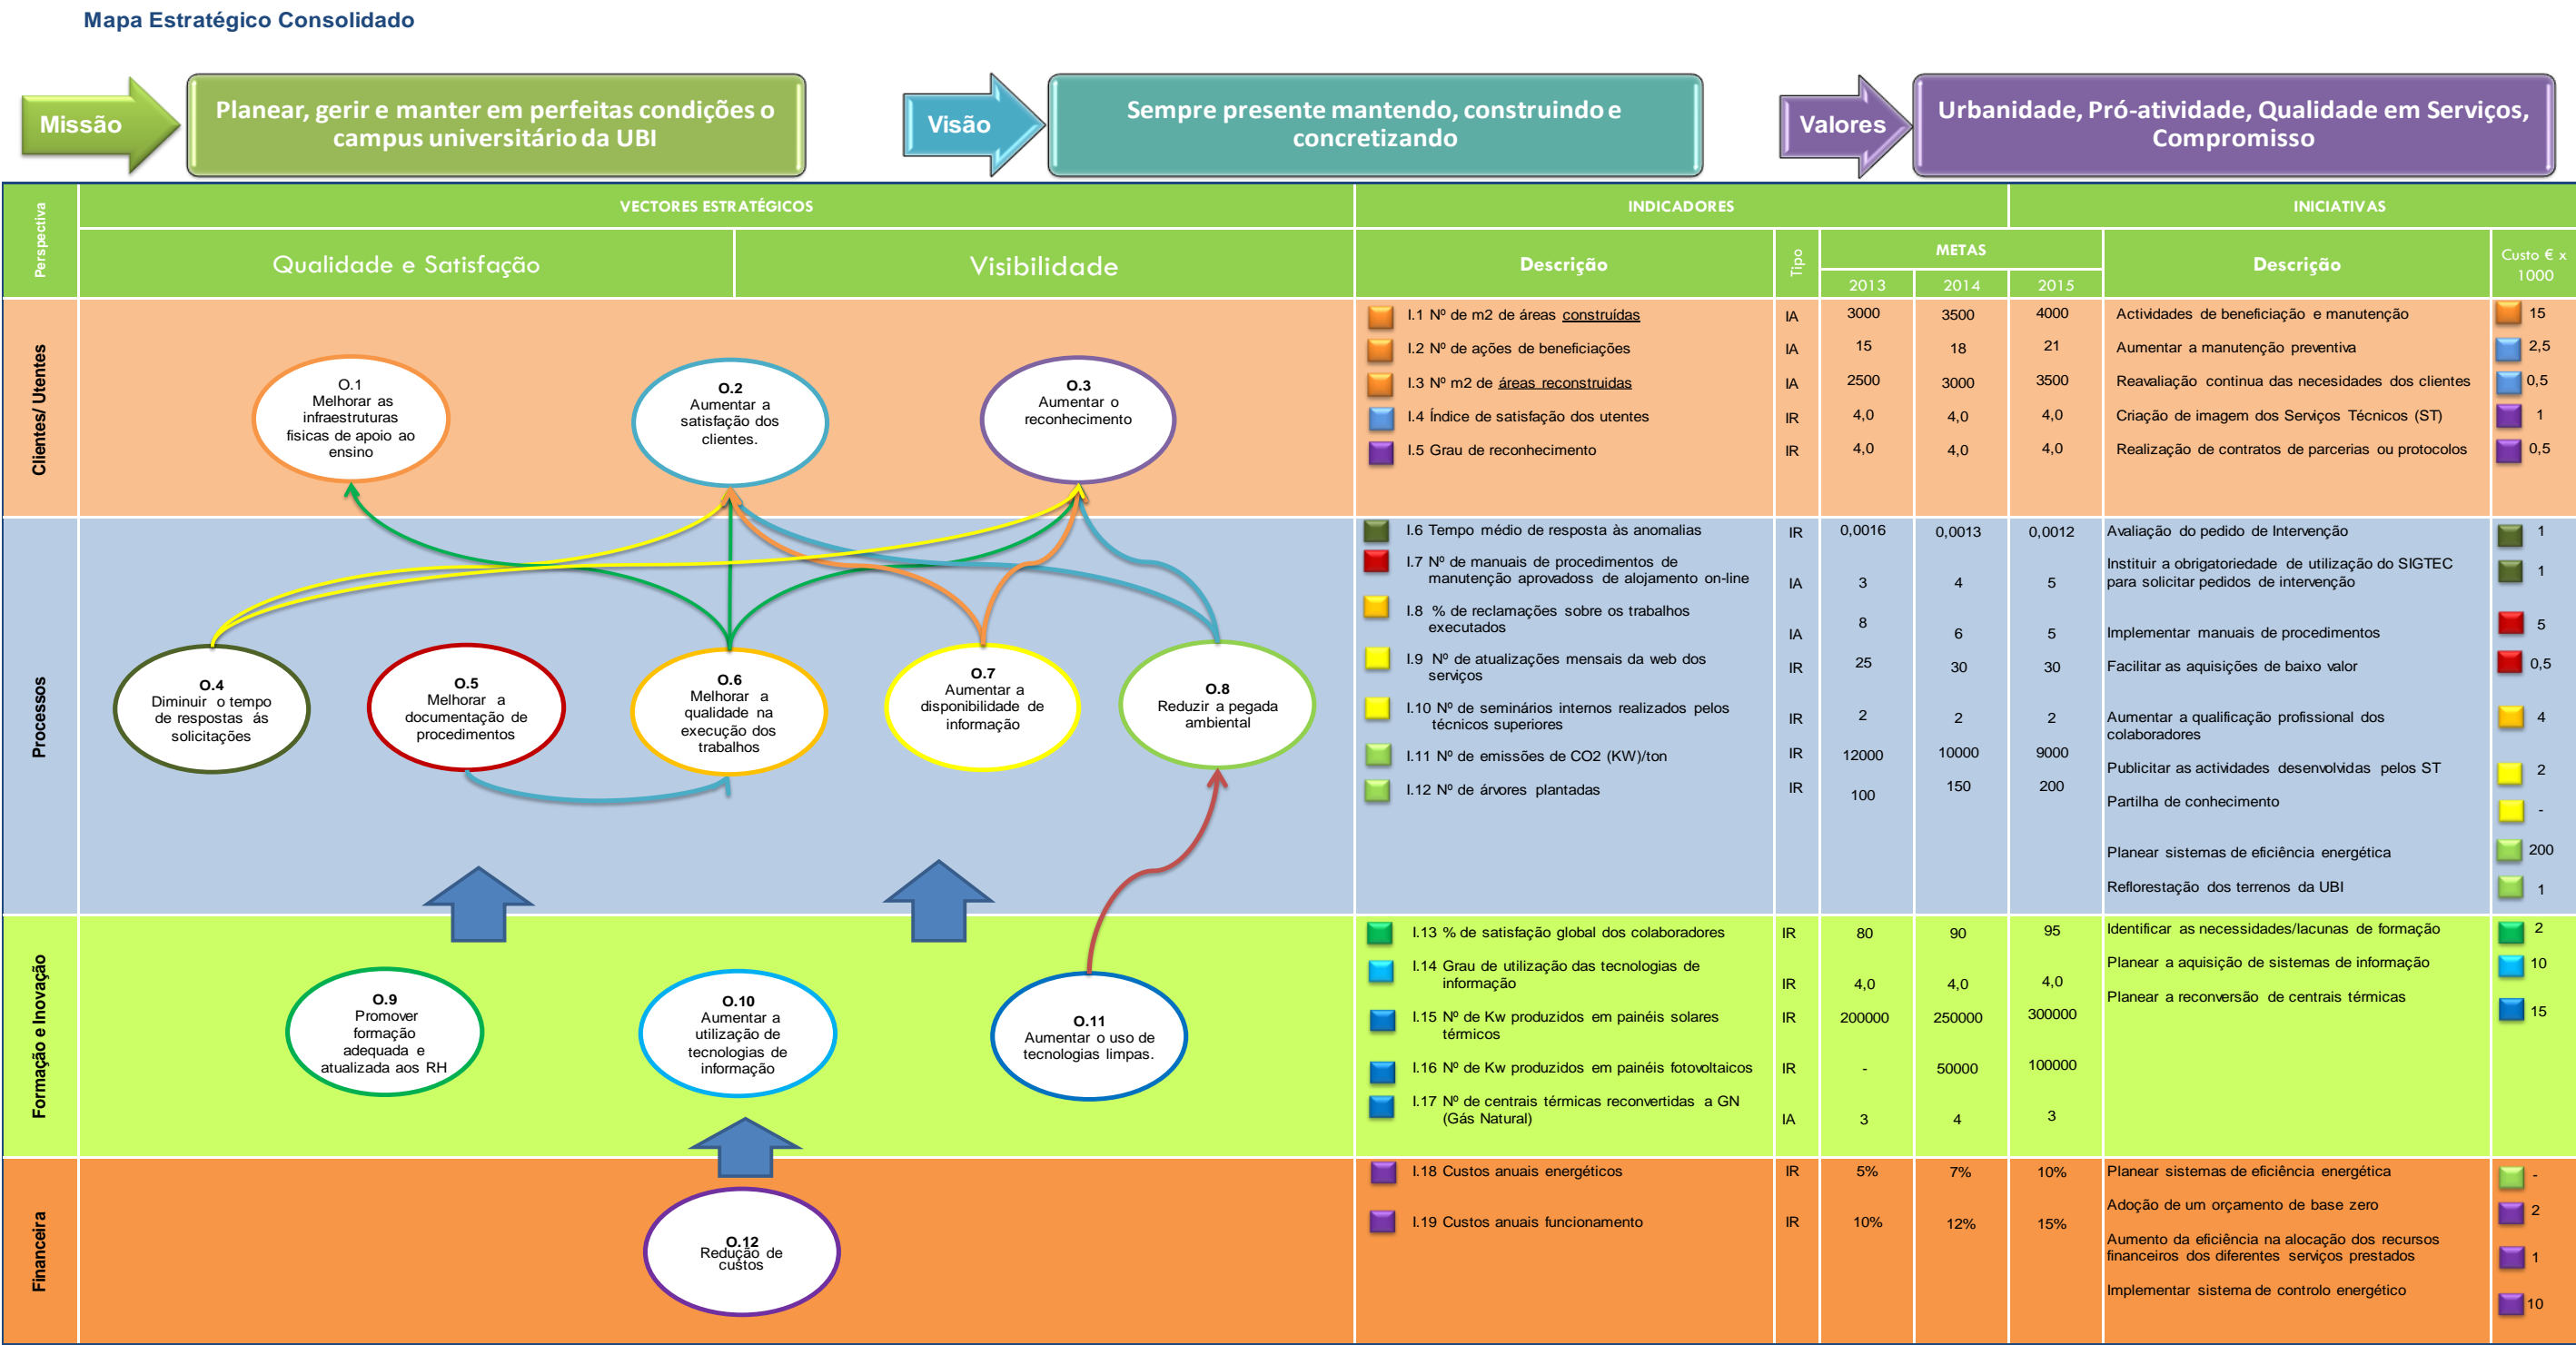 Mapa Estratégico Consolidado
Missão
Planear, gerir e manter em perfeitas condições o
campus universitário da UBI
Visão
Sempre presente mantendo, construindo e
concretizando
Valores
Urbanidade, Pró-atividade, Qualidade em Serviços,
Compromisso
Perspectiva
VECTORES ESTRATÉGICOS
INDICADORES
INICIATIVAS
Qualidade e Satisfação
Visibilidade
Descrição
Tipo
METAS
2013
2014
2015
Descrição
Custo € x
1000
Clientes/ Utentes
O.1
Melhorar as
infraestruturas
fisicas de apoio ao
ensino
O.2
Aumentar a
satisfação dos
clientes.
O.3
Aumentar o
reconhecimento
I.1 Nº de m2 de áreas construídas IA 3000 3500 4000
I.2 Nº de ações de beneficiações IA 15 18 21
I.3 Nº m2 de áreas reconstruidas IA 2500 3000 3500
I.4 Índice de satisfação dos utentes IR 4,0 4,0 4,0
I.5 Grau de reconhecimento IR 4,0 4,0 4,0
Actividades de beneficiação e manutenção 15
Aumentar a manutenção preventiva 2,5
Reavaliação continua das necesidades dos clientes 0,5
Criação de imagem dos Serviços Técnicos (ST) 1
Realização de contratos de parcerias ou protocolos 0,5
Processos
O.4
Diminuir o tempo
de respostas ás
solicitações
O.5
Melhorar a
documentação de
procedimentos
O.6
Melhorar a
qualidade na
execução dos
trabalhos
O.7
Aumentar a
disponibilidade de
informação
O.8
Reduzir a pegada
ambiental
I.6 Tempo médio de resposta às anomalias IR 0,0016 0,0013 0,0012
I.7 Nº de manuais de procedimentos de
manutenção aprovadoss de alojamento on-line IA 3 4 5
I.8 % de reclamações sobre os trabalhos
executados IA 8 6 5
I.9 Nº de atualizações mensais da web dos
serviços IR 25 30 30
I.10 Nº de seminários internos realizados pelos
técnicos superiores IR 2 2 2
I.11 Nº de emissões de CO2 (KW)/ton IR 12000 10000 9000
I.12 Nº de árvores plantadas IR 100 150 200
Avaliação do pedido de Intervenção 1
Instituir a obrigatoriedade de utilização do SIGTEC
para solicitar pedidos de intervenção 1
Implementar manuais de procedimentos 5
Facilitar as aquisições de baixo valor 0,5
Aumentar a qualificação profissional dos
colaboradores 4
Publicitar as actividades desenvolvidas pelos ST 2
Partilha de conhecimento -
Planear sistemas de eficiência energética 200
Reflorestação dos terrenos da UBI 1
Formação e Inovação
O.9
Promover
formação
adequada e
atualizada aos RH
O.10
Aumentar a
utilização de
tecnologias de
informação
O.11
Aumentar o uso de
tecnologias limpas.
I.13 % de satisfação global dos colaboradores IR 80 90 95
I.14 Grau de utilização das tecnologias de
informação IR 4,0 4,0 4,0
I.15 Nº de Kw produzidos em painéis solares
térmicos IR 200000 250000 300000
I.16 Nº de Kw produzidos em painéis fotovoltaicos IR - 50000 100000
I.17 Nº de centrais térmicas reconvertidas a GN
(Gás Natural) IA 3 4 3
Identificar as necessidades/lacunas de formação 2
Planear a aquisição de sistemas de informação 10
Planear a reconversão de centrais térmicas 15
Financeira
O.12
Redução de
custos
I.18 Custos anuais energéticos IR 5% 7% 10%
I.19 Custos anuais funcionamento IR 10% 12% 15%
Planear sistemas de eficiência energética -
Adoção de um orçamento de base zero 2
Aumento da eficiência na alocação dos recursos
financeiros dos diferentes serviços prestados 1
Implementar sistema de controlo energético 10